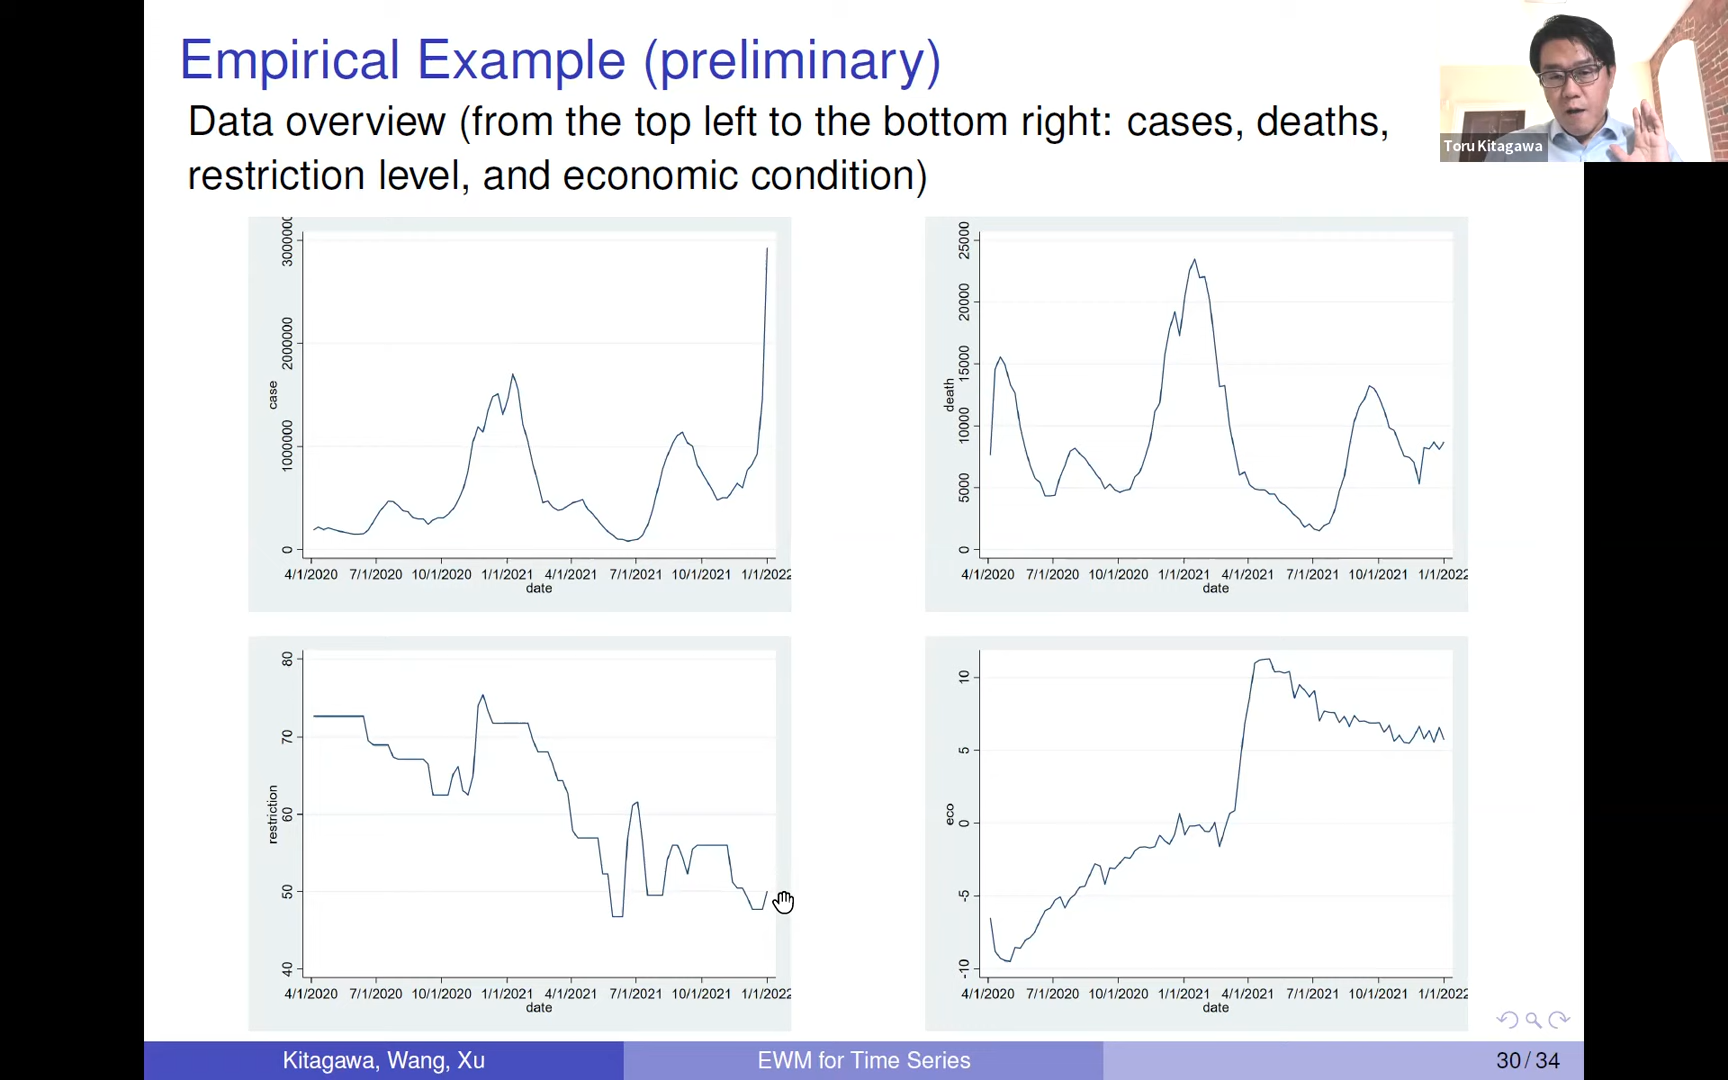 Empirical Example (preliminary)
Data overview (from the top left to the bottom right: cases, deaths,
restriction level, and economic condition)
Toru Kitagawa
case
3000000
2000000
1000000
0
4/1/2020 7/1/2020 10/1/2020 1/1/2021 4/1/2021 7/1/2021 10/1/2021 1/1/2022
date
death
25000
20000
15000
10000
5000
0
4/1/2020 7/1/2020 10/1/2020 1/1/2021 4/1/2021 7/1/2021 10/1/2021 1/1/2022
date
restriction
80
70
60
50
40
4/1/2020 7/1/2020 10/1/2020 1/1/2021 4/1/2021 7/1/2021 10/1/2021 1/1/2022
date
eco
10
5
0
-5
-10
4/1/2020 7/1/2020 10/1/2020 1/1/2021 4/1/2021 7/1/2021 10/1/2021 1/1/2022
date
Kitagawa, Wang, Xu
EWM for Time Series
30 / 34